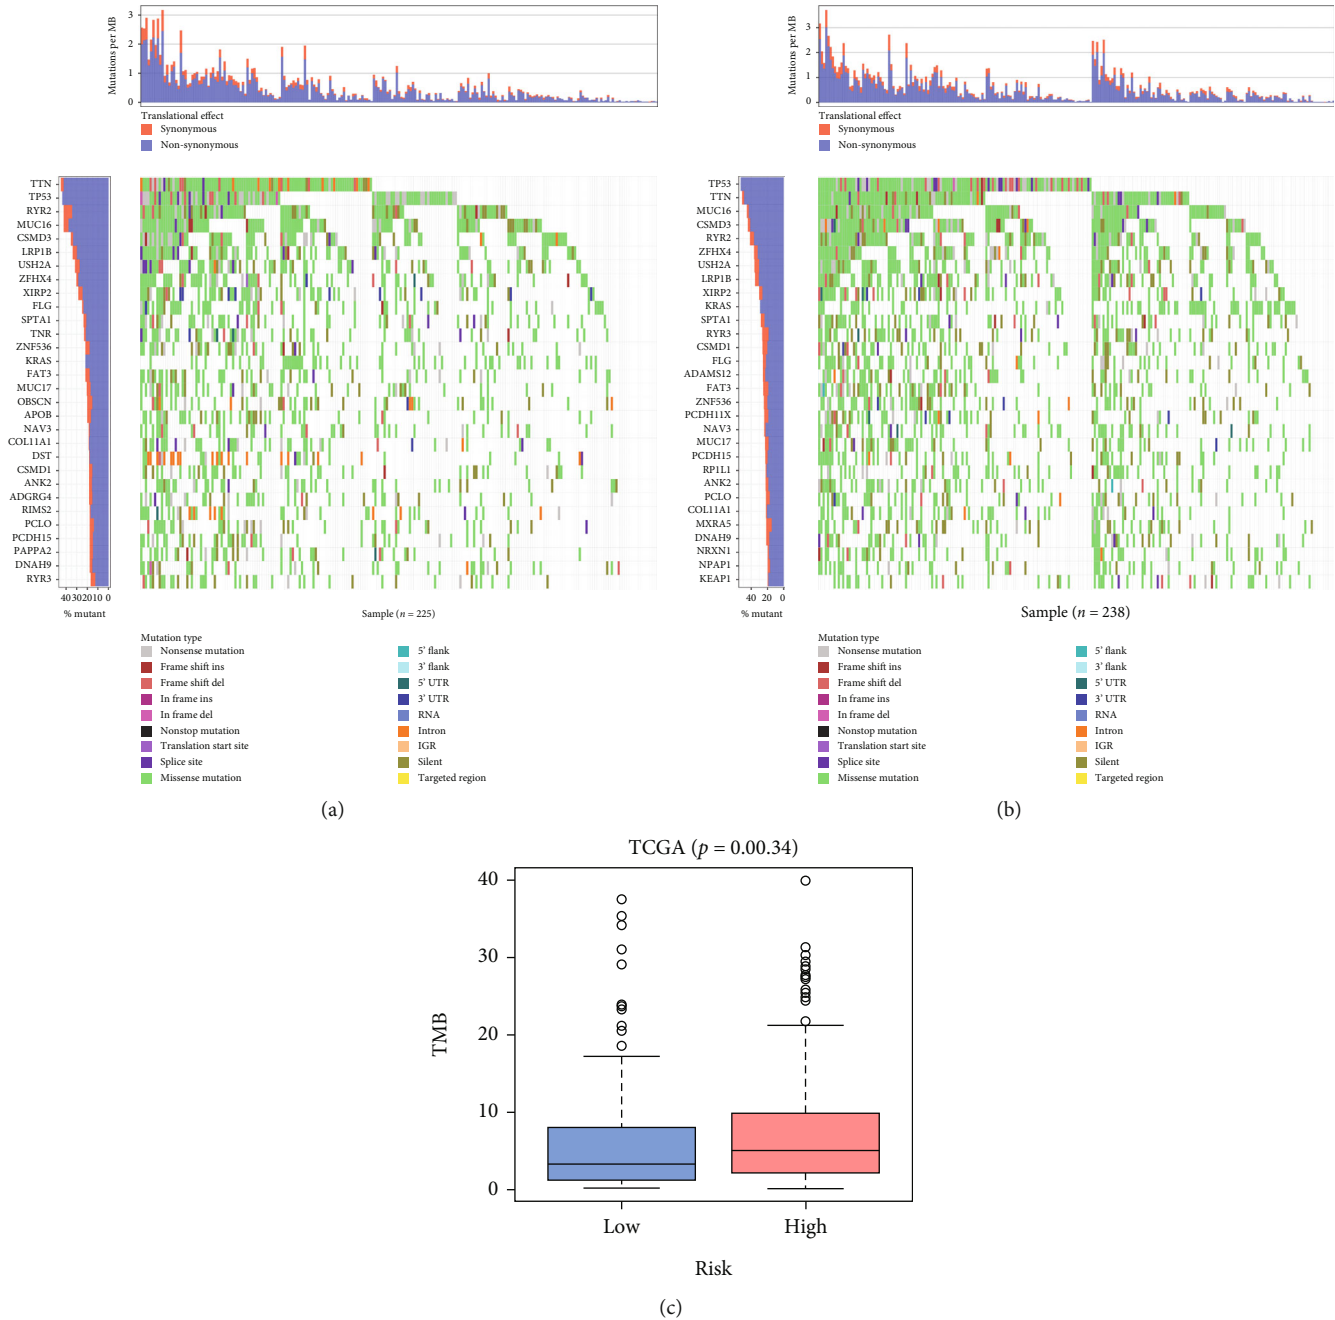 Mutations per MB
3
2
1
0
Translational effect
Synonymous
Non-synonymous
TTN
TP53
RYR2
MUC16
CSMD3
LRP1B
USH2A
ZFHX4
XIRP2
FLG
SPTA1
TNR
ZNF536
KRAS
FAT3
MUC17
OBSCN
APOB
NAV3
COL11A1
DST
CSMD1
ANK2
ADGRG4
RIMS2
PCLO
PCDH15
PAPPA2
DNAH9
RYR3
40 30 20 10 0
% mutant
Sample (n = 225)
Mutation type
Nonsense mutation
Frame shift ins
Frame shift del
In frame ins
In frame del
Nonstop mutation
Translation start site
Splice site
Missense mutation
5' flank
3' flank
5' UTR
3' UTR
RNA
Intron
IGR
Silent
Targeted region
(a)
Mutations per MB
3
2
1
0
Translational effect
Synonymous
Non-synonymous
TP53
TTN
MUC16
CSMD3
RYR2
ZFHX4
USH2A
LRP1B
XIRP2
KRAS
SPTA1
RYR3
CSMD1
FLG
ADAMS12
FAT3
ZNF536
PCDH11X
NAV3
MUC17
PCDH15
RP1L1
ANK2
PCLO
COL11A1
MXRA5
DNAH9
NRXN1
NPAP1
KEAP1
40 20 0
% mutant
Sample (n = 238)
Mutation type
Nonsense mutation
Frame shift ins
Frame shift del
In frame ins
In frame del
Nonstop mutation
Translation start site
Splice site
Missense mutation
5' flank
3' flank
5' UTR
3' UTR
RNA
Intron
IGR
Silent
Targeted region
(b)
TCGA (p = 0.00.34)
TMB
40
30
20
10
0
Low
High
Risk
(c)